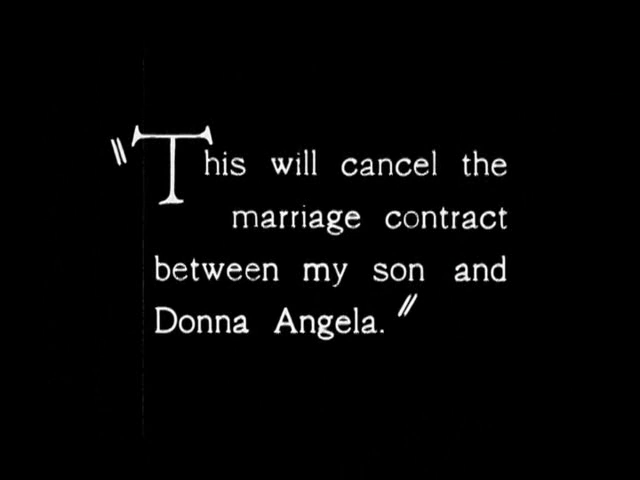 "This will cancel the
marriage contract
between my son and
Donna Angela."